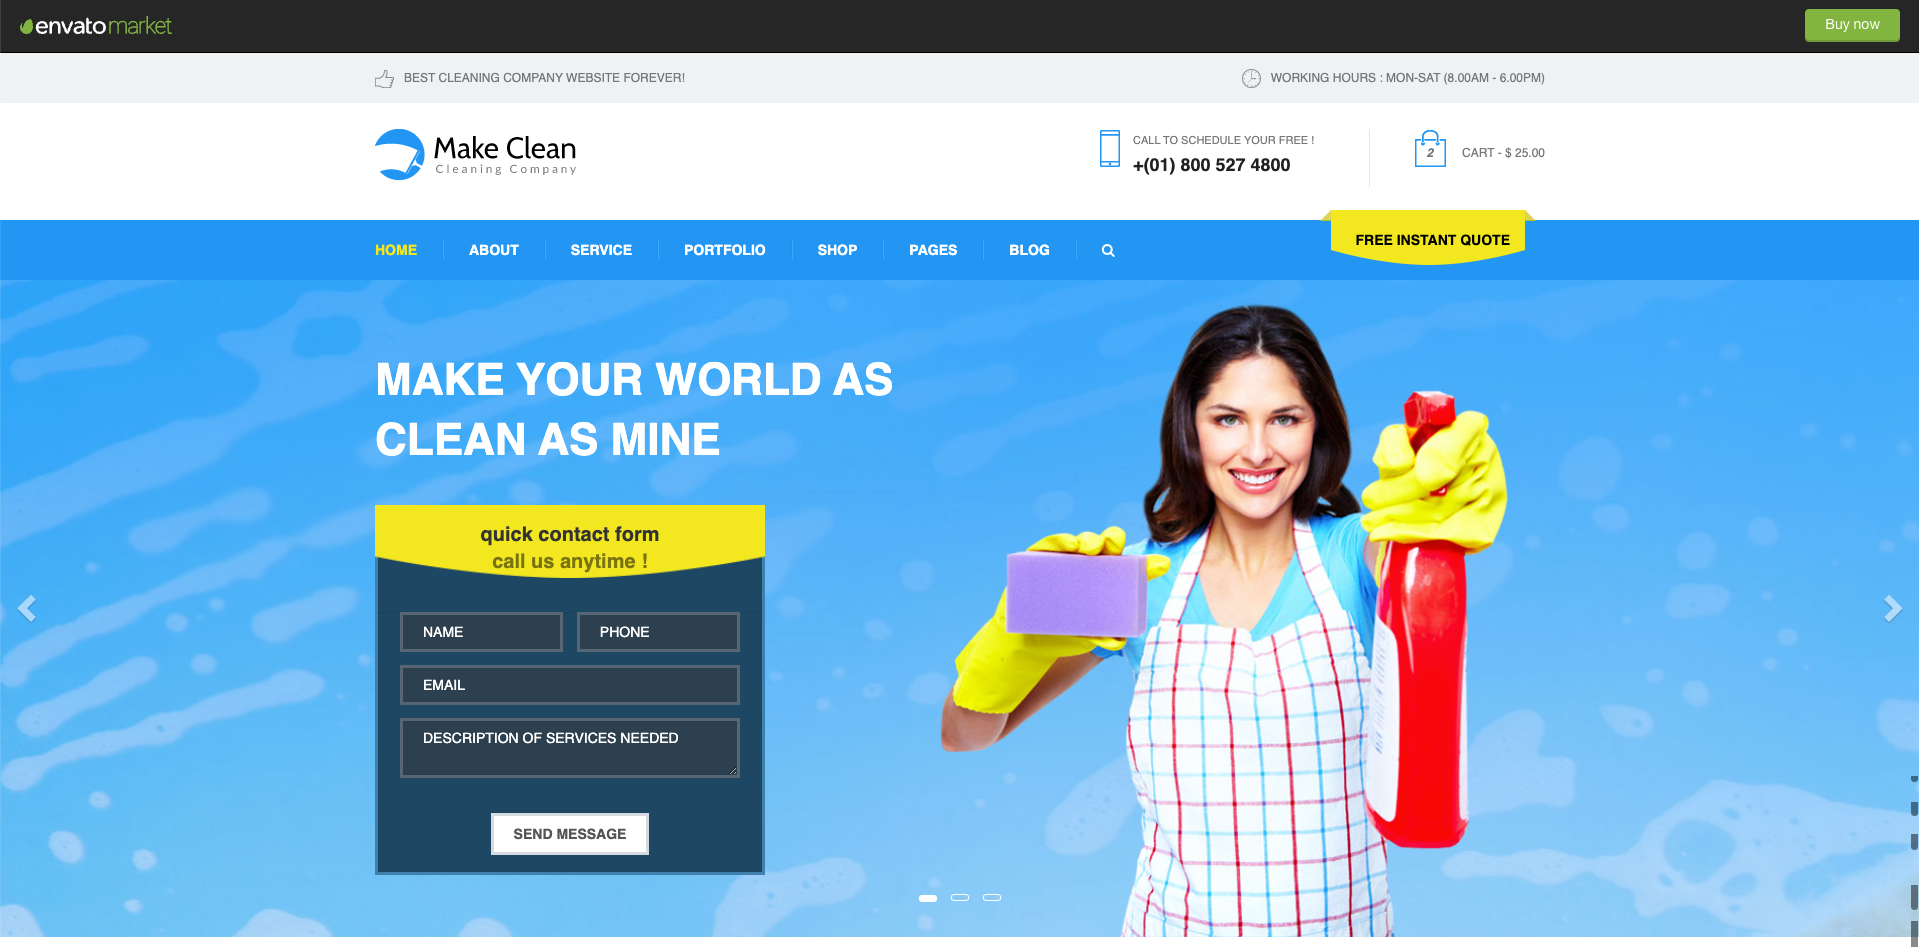 envato market
Buy now
BEST CLEANING COMPANY WEBSITE FOREVER!
WORKING HOURS : MON-SAT (8.00AM - 6.00PM)
Make Clean
Cleaning Company
CALL TO SCHEDULE YOUR FREE !
+(01) 800 527 4800
2
CART - $ 25.00
HOME
ABOUT
SERVICE
PORTFOLIO
SHOP
PAGES
BLOG
FREE INSTANT QUOTE
MAKE YOUR WORLD AS
CLEAN AS MINE
quick contact form
call us anytime !
NAME
PHONE
EMAIL
DESCRIPTION OF SERVICES NEEDED
SEND MESSAGE